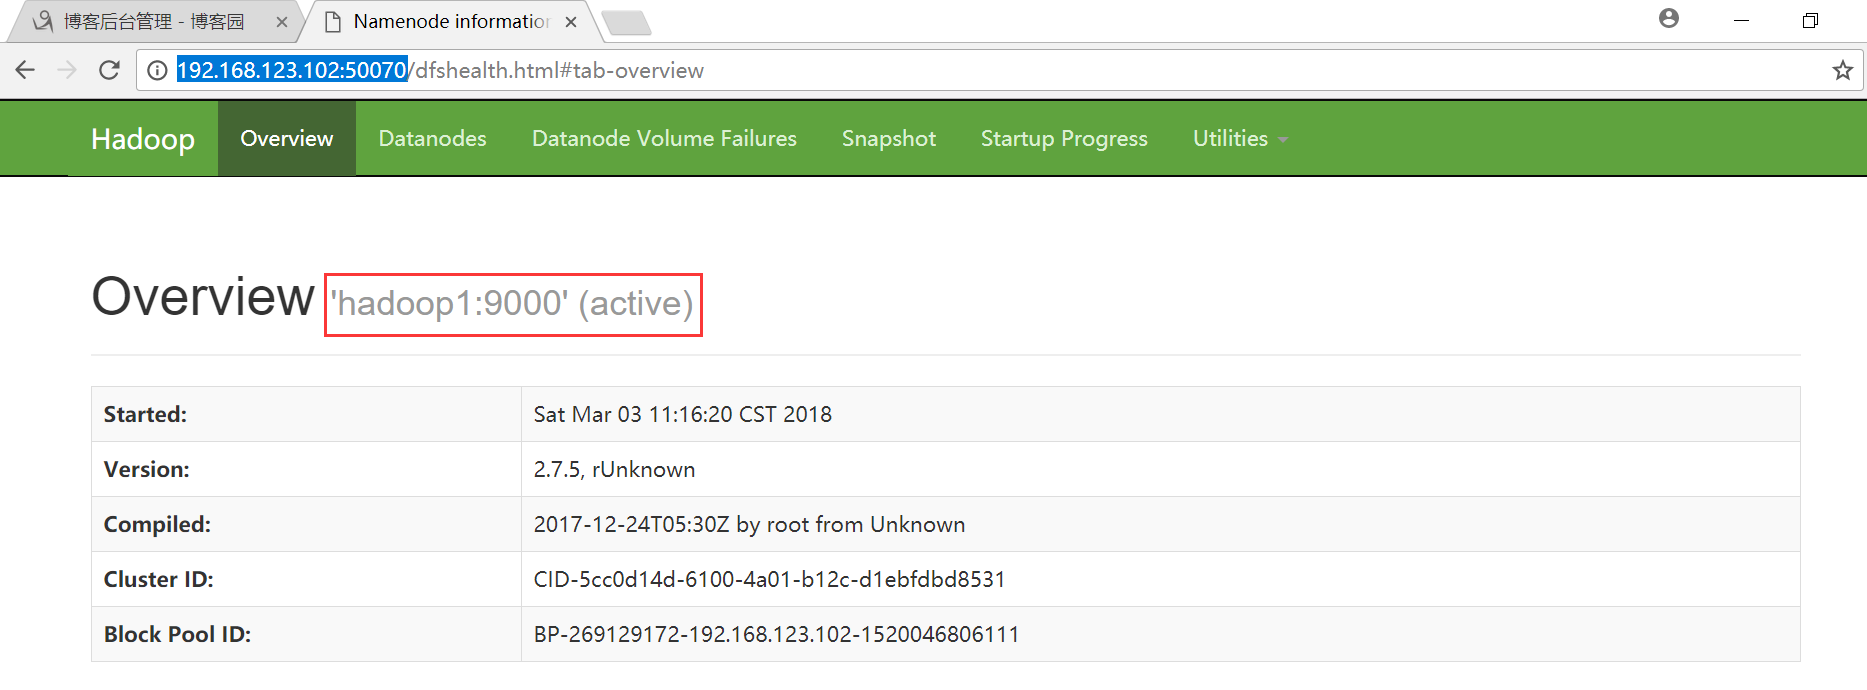 博客后台管理 - 博客园
Namenode information
192.168.123.102:50070/dfshealth.html#tab-overview
Hadoop Overview Datanodes Datanode Volume Failures Snapshot Startup Progress Utilities
Overview 'hadoop1:9000' (active)
Started: Sat Mar 03 11:16:20 CST 2018
Version: 2.7.5, rUnknown
Compiled: 2017-12-24T05:30Z by root from Unknown
Cluster ID: CID-5cc0d14d-6100-4a01-b12c-d1ebfdbd8531
Block Pool ID: BP-269129172-192.168.123.102-1520046806111